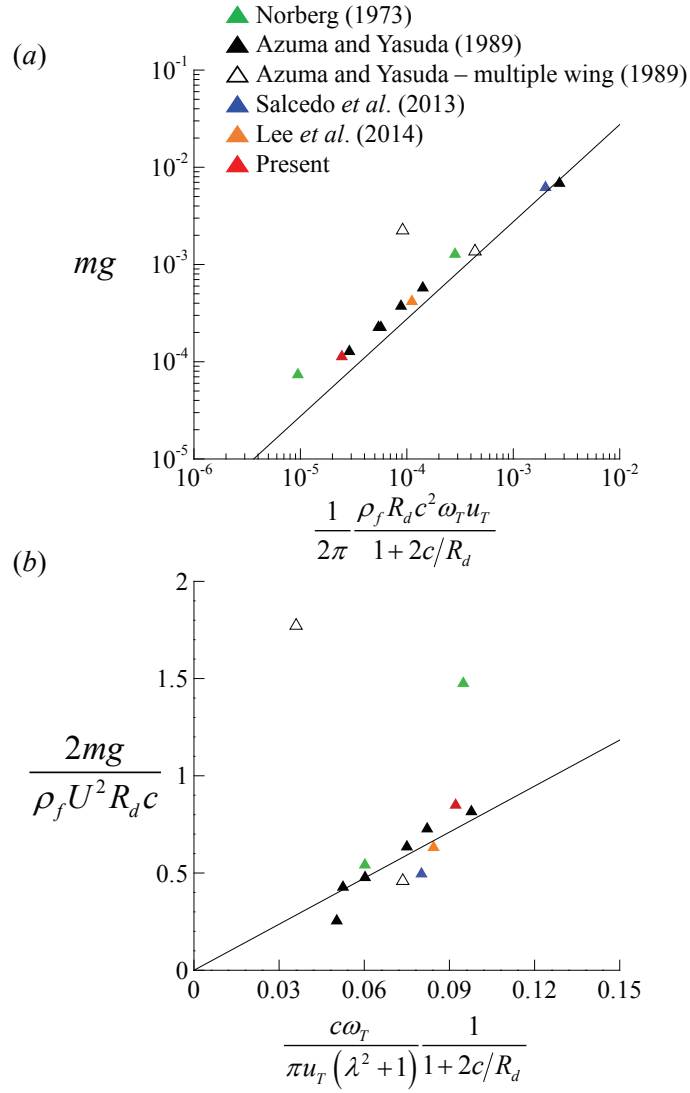 Norberg (1973)
Azuma and Yasuda (1989)
Azuma and Yasuda – multiple wing (1989)
Salcedo et al. (2013)
Lee et al. (2014)
Present
(a)
10^-1
10^-2
10^-3
10^-4
10^-5
mg
10^-6 10^-5 10^-4 10^-3 10^-2
1/2π ρ_f R_d c² ω_T u_T / 1 + 2c/R_d
(b)
2
1.5
1
0.5
0
2mg / ρ_f U² R_d c
0 0.03 0.06 0.09 0.12 0.15
cω_T / πu_T (λ² + 1) 1 / 1 + 2c/R_d